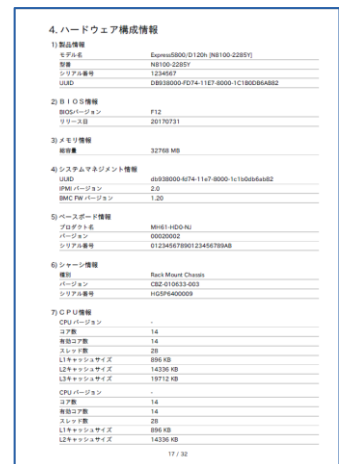 4. ハードウェア構成情報
1) 製品情報
モデル名 Express5800/D120h [N8100-2285Y]
型番 N8100-2285Y
シリアル番号 1234567
UUID DB938000-FD74-11E7-8000-1C1B0DB6AB82
2) ＢＩＯＳ情報
BIOSバージョン F12
リリース日 20170731
3) メモリ情報
総容量 32768 MB
4) システムマネジメント情報
UUID db938000-fd74-11e7-8000-1c1b0db6ab82
IPMI バージョン 2.0
BMC FW バージョン 1.20
5) ベースボード情報
プロダクト名 MH61-HD0-NJ
バージョン 00020002
シリアル番号 01234567890123456789AB
6) シャーシ情報
種別 Rack Mount Chassis
バージョン CBZ-010633-003
シリアル番号 HG5P6400009
7) ＣＰＵ情報
CPU バージョン -
コア数 14
有効コア数 14
スレッド数 28
L1キャッシュサイズ 896 KB
L2キャッシュサイズ 14336 KB
L3キャッシュサイズ 19712 KB
CPU バージョン -
コア数 14
有効コア数 14
スレッド数 28
L1キャッシュサイズ 896 KB
L2キャッシュサイズ 14336 KB
17 / 32